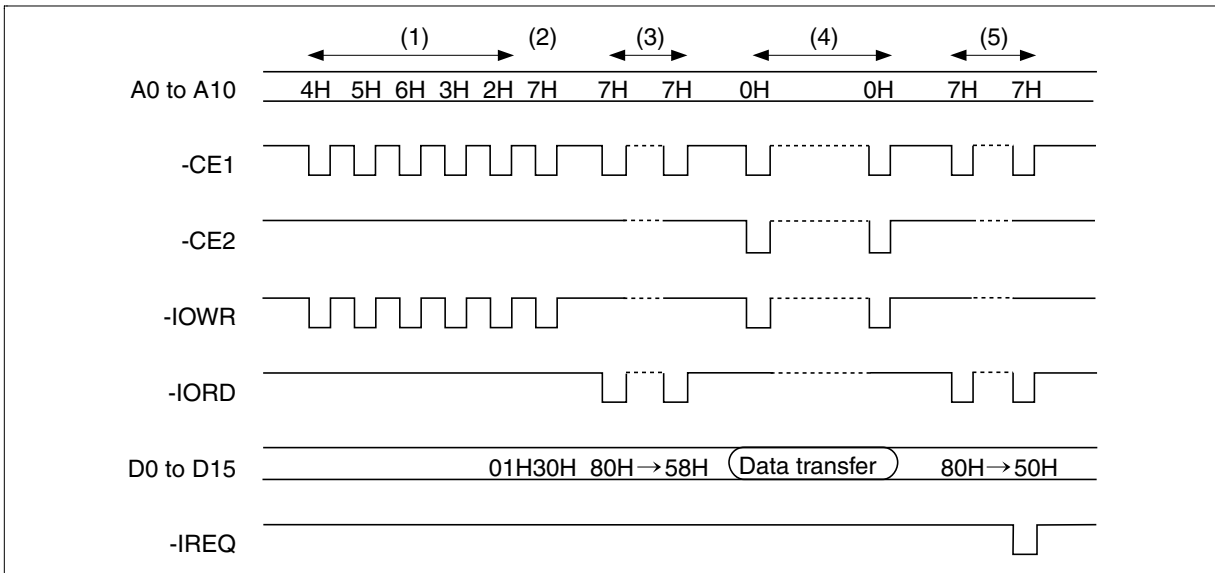 (1) (2) (3) (4) (5)
A0 to A10 4H 5H 6H 3H 2H 7H 7H 7H 0H 0H 7H 7H
-CE1
-CE2
-IOWR
-IORD
D0 to D15 01H30H 80H→58H Data transfer 80H→50H
-IREQ